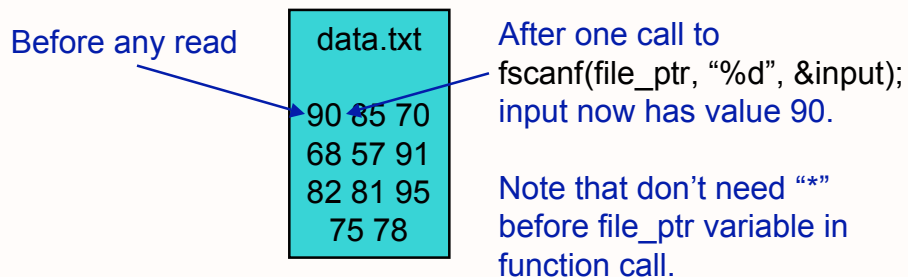 Before any read
data.txt
90 85 70
68 57 91
82 81 95
75 78
After one call to
fscanf(file_ptr, “%d”, &input);
input now has value 90.
Note that don’t need “*”
before file_ptr variable in
function call.